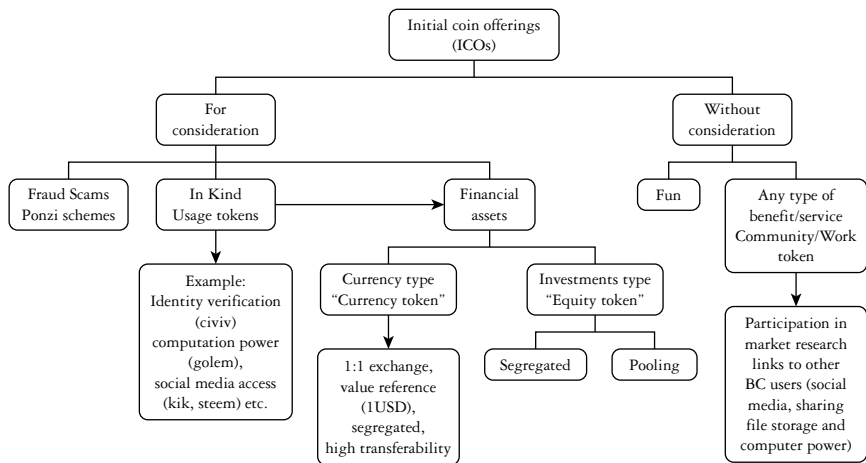 Initial coin offerings
(ICOs)
For
consideration
Without
consideration
Fraud Scams
Ponzi schemes
In Kind
Usage tokens
Financial
assets
Fun
Any type of
benefit/service
Community/Work
token
Example:
Identity verification
(civiv)
computation power
(golem),
social media access
(kik, steem) etc.
Currency type
“Currency token”
Investments type
“Equity token”
1:1 exchange,
value reference
(1USD),
segregated,
high transferability
Segregated
Pooling
Participation in
market research
links to other
BC users (social
media, sharing
file storage and
computer power)